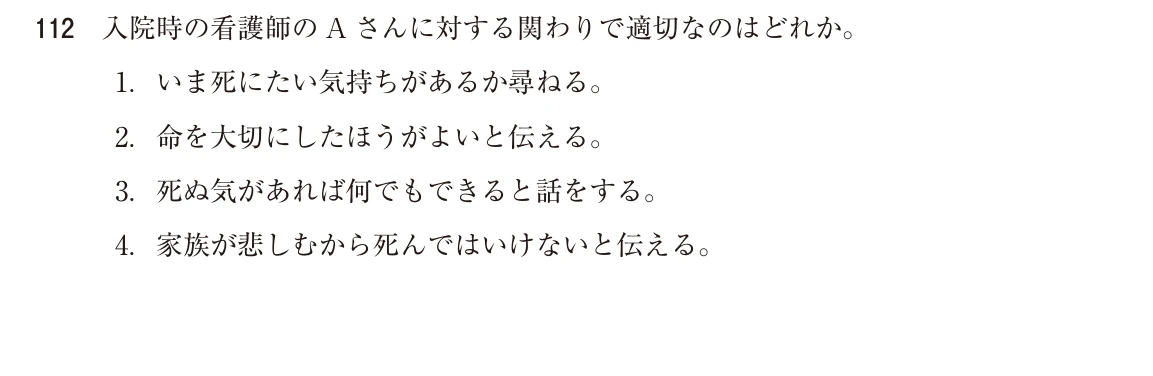 112 入院時の看護師の A さんに対する関わりで適切なのはどれか。
1. いま死にたい気持ちがあるか尋ねる。
2. 命を大切にしたほうがよいと伝える。
3. 死ぬ気があれば何でもできると話をする。
4. 家族が悲しむから死んではいけないと伝える。